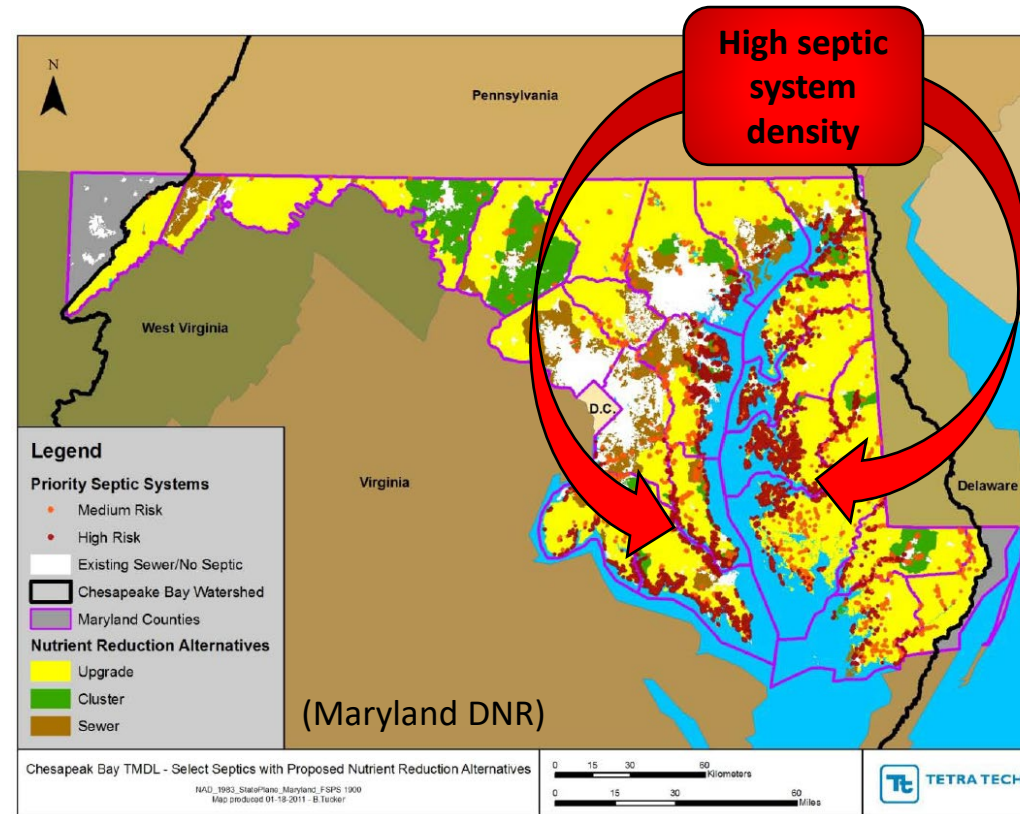 High septic
system
density
N
Pennsylvania
West Virginia
D.C.
Virginia
Delaware
Legend
Priority Septic Systems
Medium Risk
High Risk
Existing Sewer/No Septic
Chesapeake Bay Watershed
Maryland Counties
Nutrient Reduction Alternatives
Upgrade
Cluster
Sewer
(Maryland DNR)
Chesapeak Bay TMDL - Select Septics with Proposed Nutrient Reduction Alternatives
NAD_1983_StatePlane_Maryland_FSPS 1900
Map produced 01-18-2011 - B.Tucker
0 15 30 60
Kilometers
0 15 30 60
Miles
Tt TETRA TECH